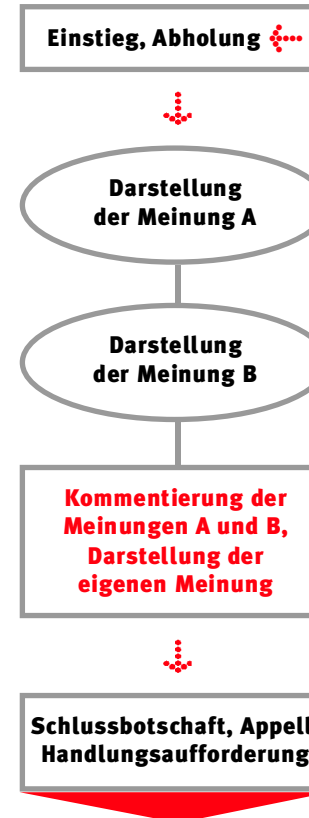 Einstieg, Abholung
Darstellung
der Meinung A
Darstellung
der Meinung B
Kommentierung der
Meinungen A und B,
Darstellung der
eigenen Meinung
Schlussbotschaft, Appell
Handlungsaufforderung